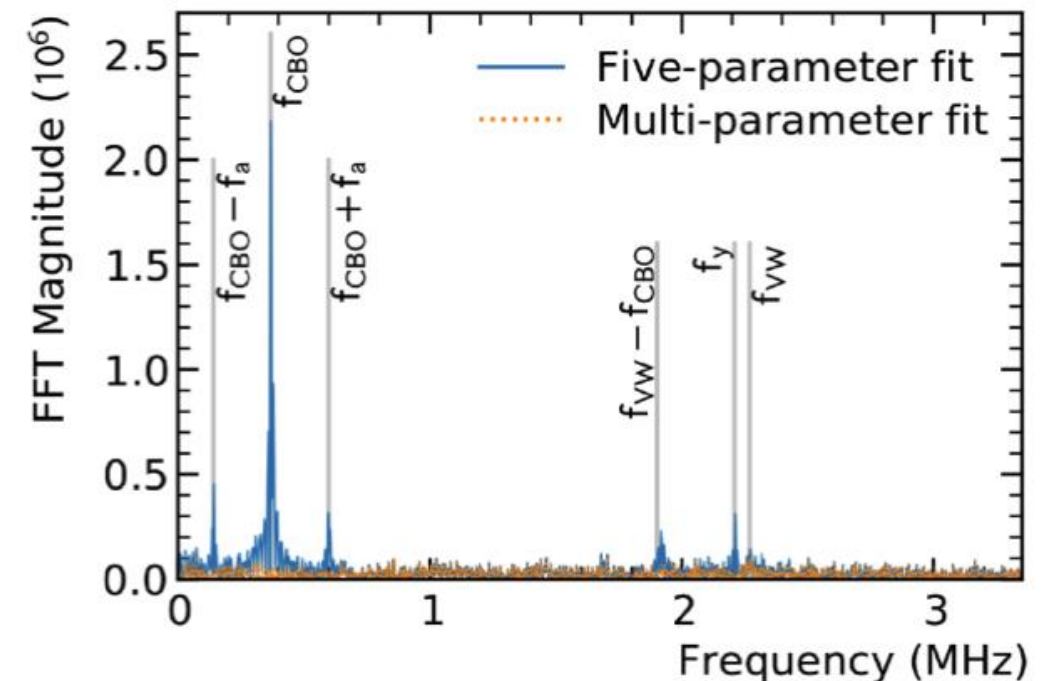 FFT Magnitude (10⁶)
2.5
2.0
1.5
1.0
0.5
0.0
Five-parameter fit
Multi-parameter fit
f_CBO − f_a
f_CBO
f_CBO + f_a
f_VW − f_CBO
f_y
f_VW
0 1 2 3
Frequency (MHz)